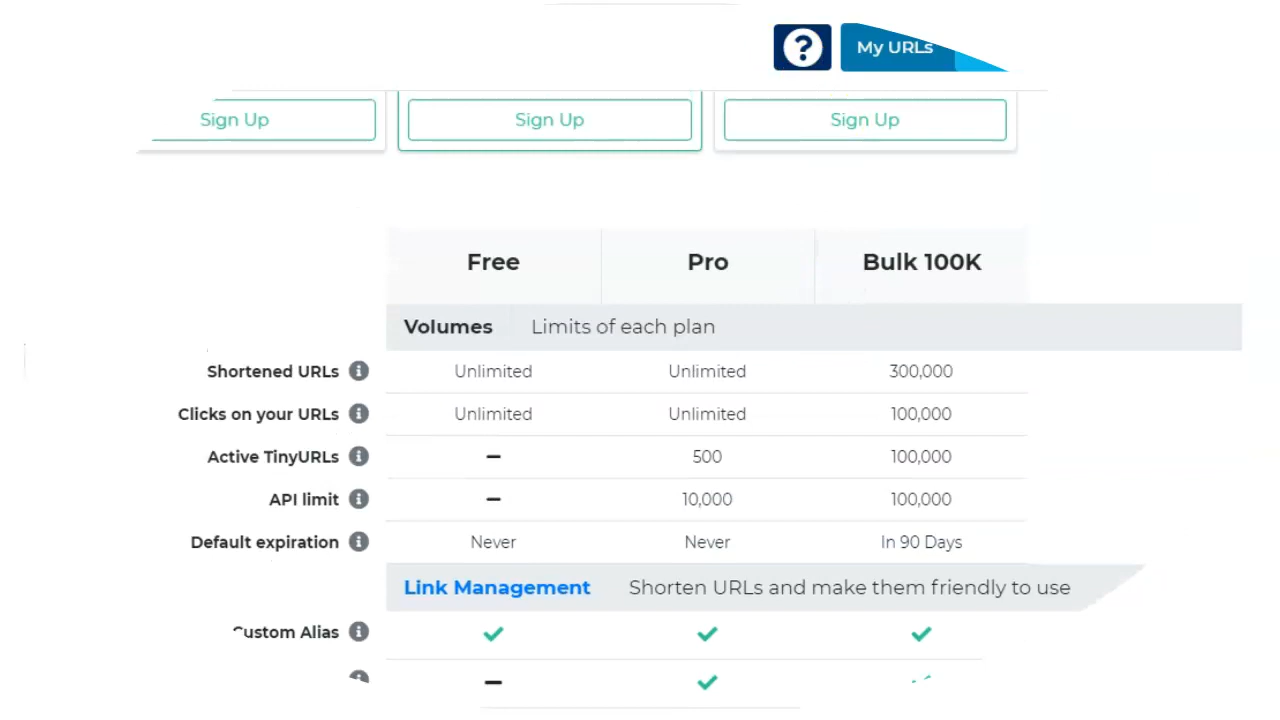 My URLs
Sign Up Sign Up Sign Up
Free Pro Bulk 100K
Volumes Limits of each plan
Shortened URLs Unlimited Unlimited 300,000
Clicks on your URLs Unlimited Unlimited 100,000
Active TinyURLs – 500 100,000
API limit – 10,000 100,000
Default expiration Never Never In 90 Days
Link Management Shorten URLs and make them friendly to use
Custom Alias